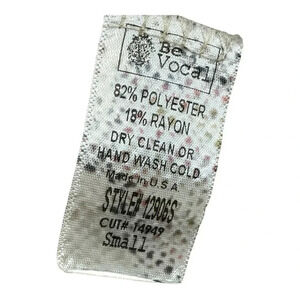 Be
Vocal
82% POLYESTER
18% RAYON
DRY CLEAN OR
HAND WASH COLD
Made In U.S.A
STYLE# 12906S
CUT# 14949
Small